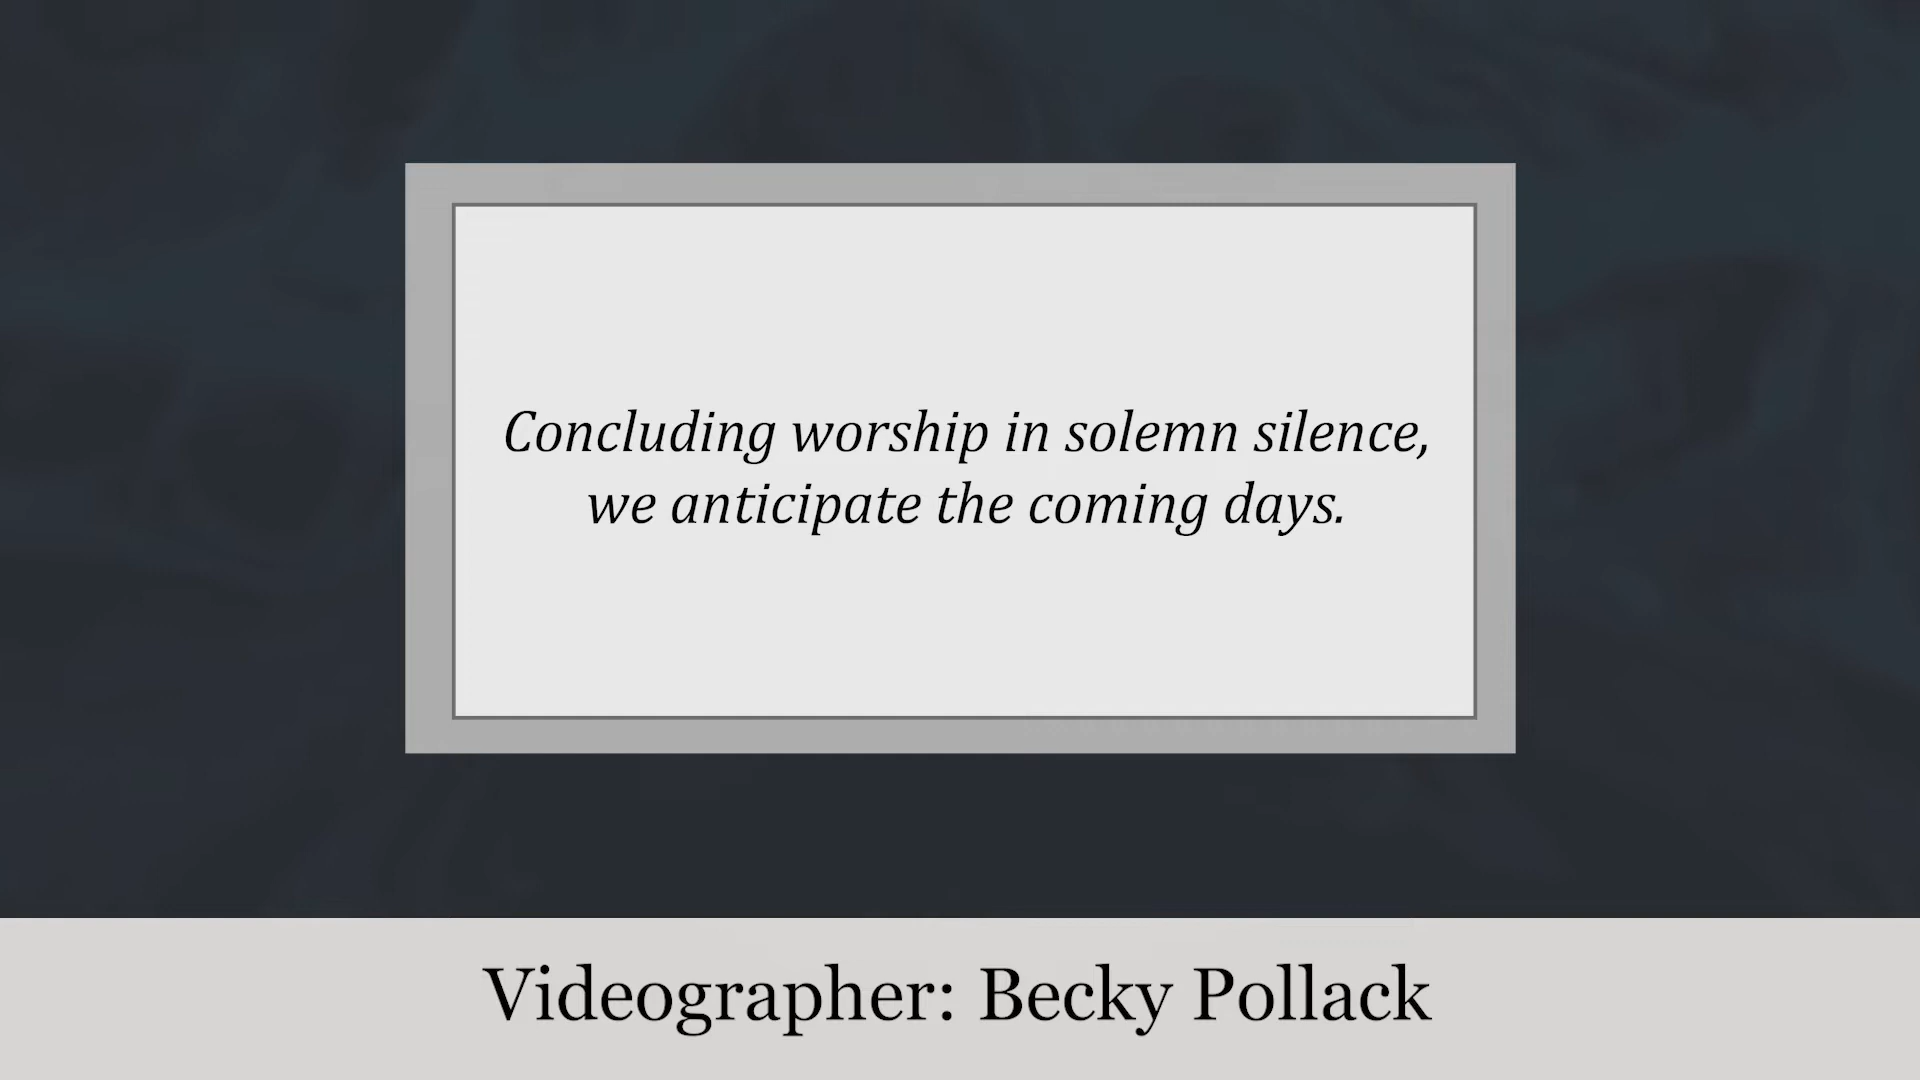 Concluding worship in solemn silence,
we anticipate the coming days.
Videographer: Becky Pollack